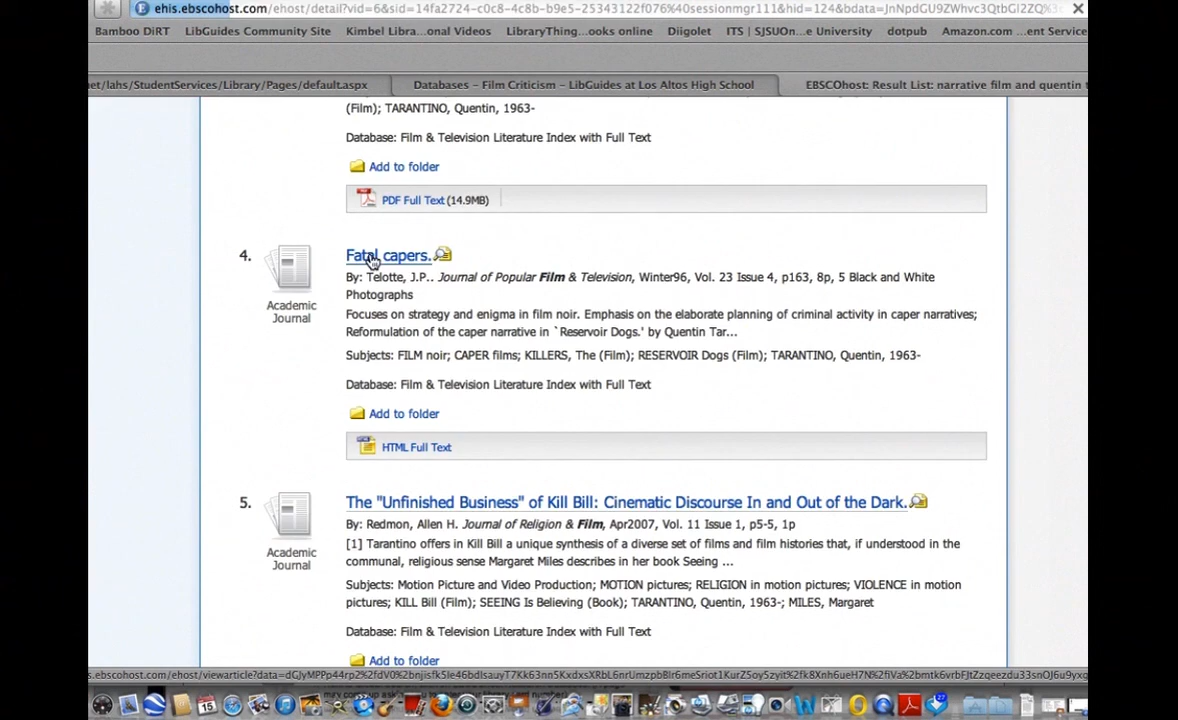 ehis.ebscohost.com/ehost/detail?vid=6&sid=14fa2724-c0c8-4c8b-b9e5-25343122f076%40sessionmgr111&hid=124&bdata=JnNpdGU9ZWhvc3QtbGl2ZQ%
Bamboo DiRT LibGuides Community Site Kimbel Libra...onal Videos LibraryThing...ooks online Diigolet ITS | SJSUOn...e University dotpub Amazon.com ...ent Service
net/lahs/StudentServices/Library/Pages/default.aspx Databases – Film Criticism – LibGuides at Los Altos High School EBSCOhost: Result List: narrative film and quentin t
(Film); TARANTINO, Quentin, 1963-
Database: Film & Television Literature Index with Full Text
Add to folder
PDF Full Text (14.9MB)
4. Fatal capers.
By: Telotte, J.P.. Journal of Popular Film & Television, Winter96, Vol. 23 Issue 4, p163, 8p, 5 Black and White
Photographs
Academic
Journal
Focuses on strategy and enigma in film noir. Emphasis on the elaborate planning of criminal activity in caper narratives;
Reformulation of the caper narrative in `Reservoir Dogs.' by Quentin Tar...
Subjects: FILM noir; CAPER films; KILLERS, The (Film); RESERVOIR Dogs (Film); TARANTINO, Quentin, 1963-
Database: Film & Television Literature Index with Full Text
Add to folder
HTML Full Text
5. The "Unfinished Business" of Kill Bill: Cinematic Discourse In and Out of the Dark.
By: Redmon, Allen H. Journal of Religion & Film, Apr2007, Vol. 11 Issue 1, p5-5, 1p
[1] Tarantino offers in Kill Bill a unique synthesis of a diverse set of films and film histories that, if understood in the
communal, religious sense Margaret Miles describes in her book Seeing ...
Academic
Journal
Subjects: Motion Picture and Video Production; MOTION pictures; RELIGION in motion pictures; VIOLENCE in motion
pictures; KILL Bill (Film); SEEING Is Believing (Book); TARANTINO, Quentin, 1963-; MILES, Margaret
Database: Film & Television Literature Index with Full Text
Add to folder